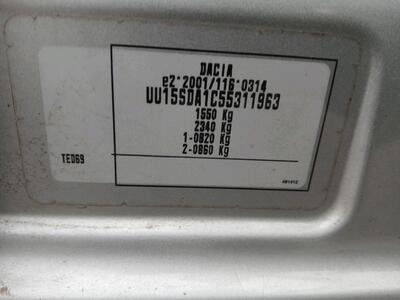 DACIA
e2*2001/116*0314
UU15SDA1C55311963
1550 Kg
2340 Kg
1-0820 Kg
2-0860 Kg
TED69